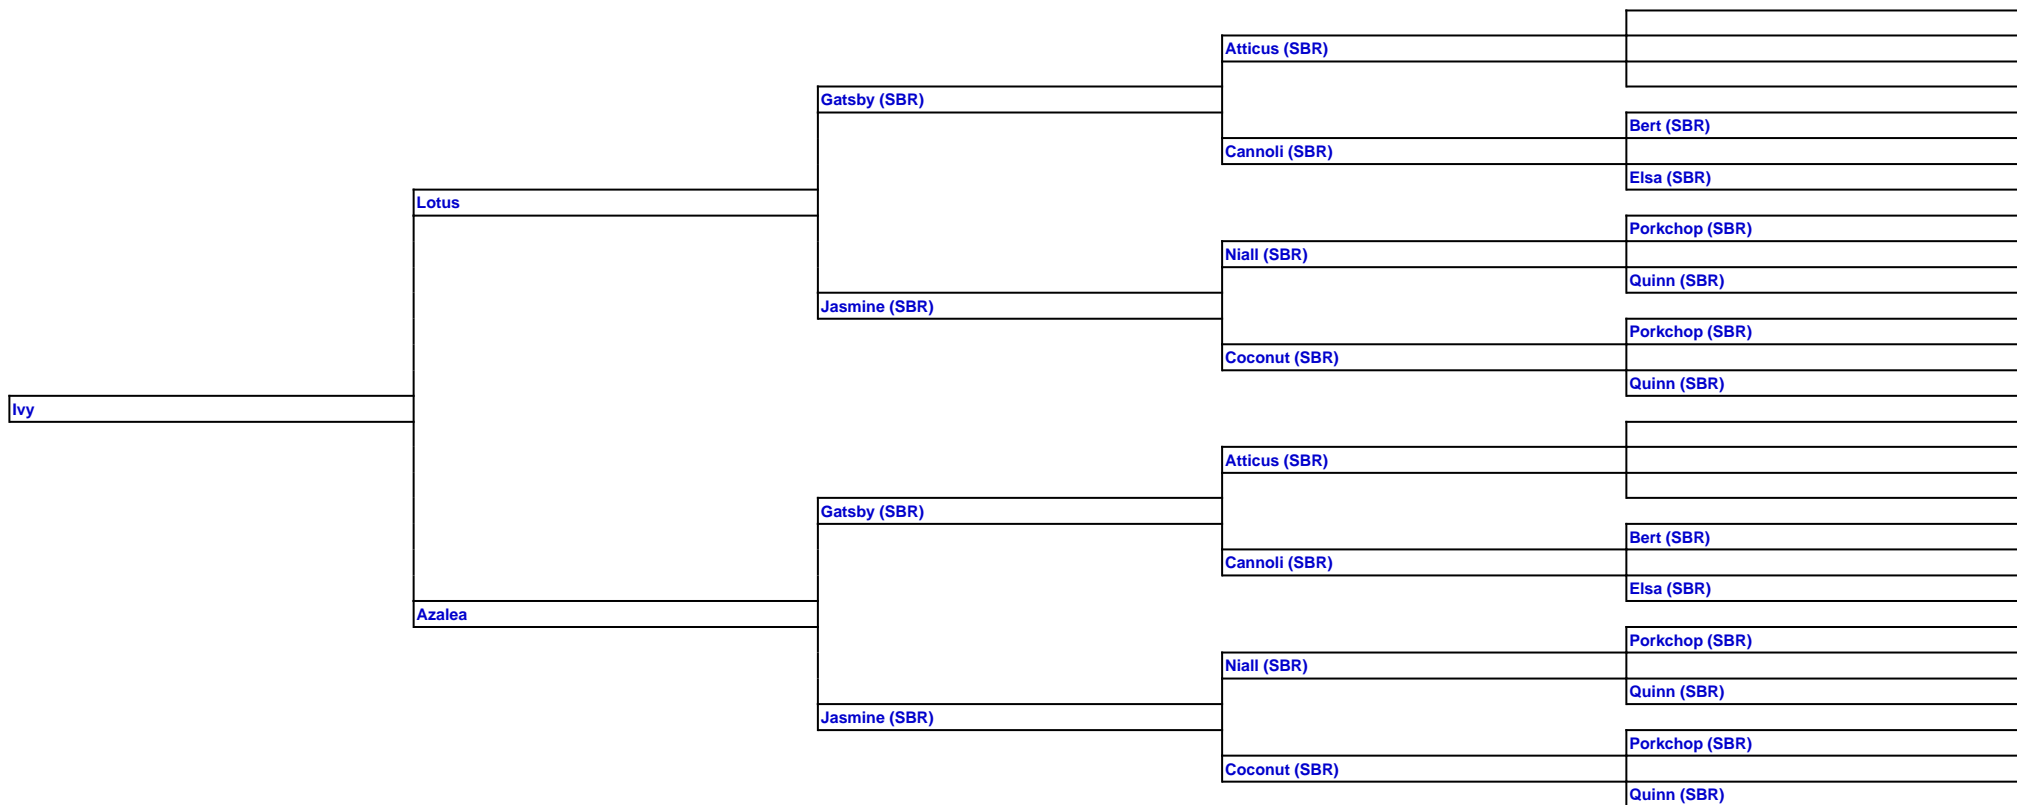 Atticus (SBR)
Gatsby (SBR)
Bert (SBR)
Cannoli (SBR)
Elsa (SBR)
Lotus
Porkchop (SBR)
Niall (SBR)
Quinn (SBR)
Jasmine (SBR)
Porkchop (SBR)
Coconut (SBR)
Quinn (SBR)
Ivy
Atticus (SBR)
Gatsby (SBR)
Bert (SBR)
Cannoli (SBR)
Elsa (SBR)
Azalea
Porkchop (SBR)
Niall (SBR)
Quinn (SBR)
Jasmine (SBR)
Porkchop (SBR)
Coconut (SBR)
Quinn (SBR)